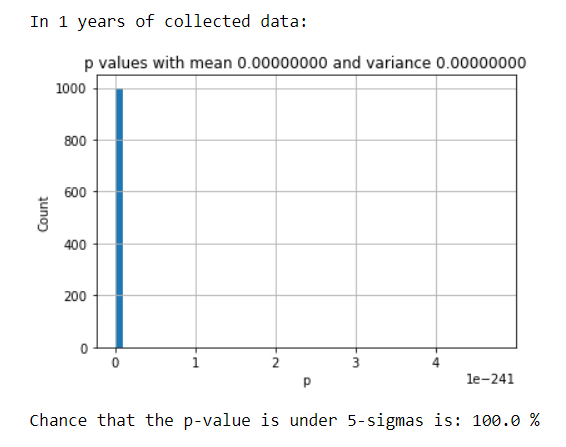 In 1 years of collected data:
p values with mean 0.00000000 and variance 0.00000000
1000
800
600
400
200
0
Count
0 1 2 3 4
p
1e−241
Chance that the p-value is under 5-sigmas is: 100.0 %